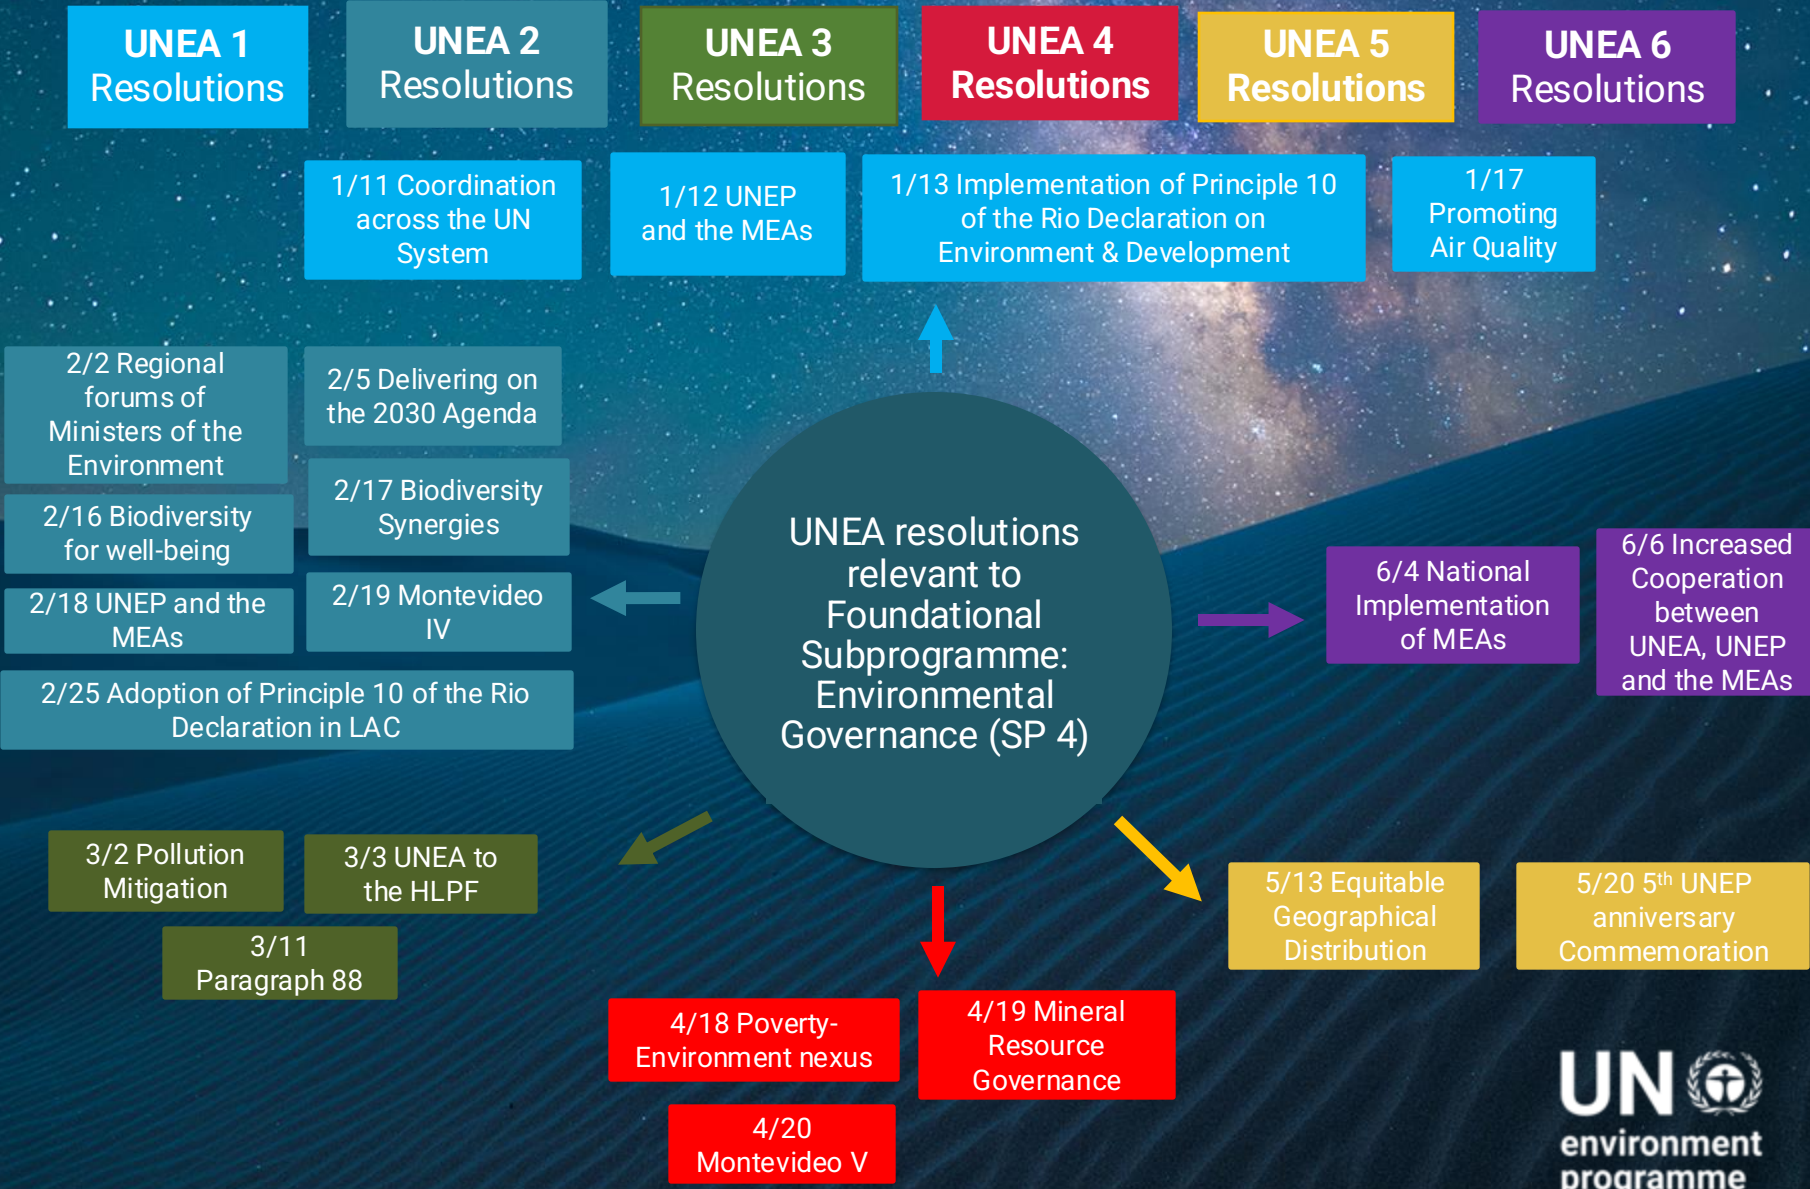 UNEA 1
Resolutions
UNEA 2
Resolutions
UNEA 3
Resolutions
UNEA 4
Resolutions
UNEA 5
Resolutions
UNEA 6
Resolutions
1/11 Coordination
across the UN
System
1/12 UNEP
and the MEAs
1/13 Implementation of Principle 10
of the Rio Declaration on
Environment & Development
1/17
Promoting
Air Quality
2/2 Regional
forums of
Ministers of the
Environment
2/5 Delivering on
the 2030 Agenda
2/16 Biodiversity
for well-being
2/17 Biodiversity
Synergies
2/18 UNEP and the
MEAs
2/19 Montevideo
IV
2/25 Adoption of Principle 10 of the Rio
Declaration in LAC
UNEA resolutions
relevant to
Foundational
Subprogramme:
Environmental
Governance (SP 4)
6/4 National
Implementation
of MEAs
6/6 Increased
Cooperation
between
UNEA, UNEP
and the MEAs
3/2 Pollution
Mitigation
3/3 UNEA to
the HLPF
3/11
Paragraph 88
4/18 Poverty-
Environment nexus
4/19 Mineral
Resource
Governance
4/20
Montevideo V
5/13 Equitable
Geographical
Distribution
5/20 5th UNEP
anniversary
Commemoration
UN
environment
programme